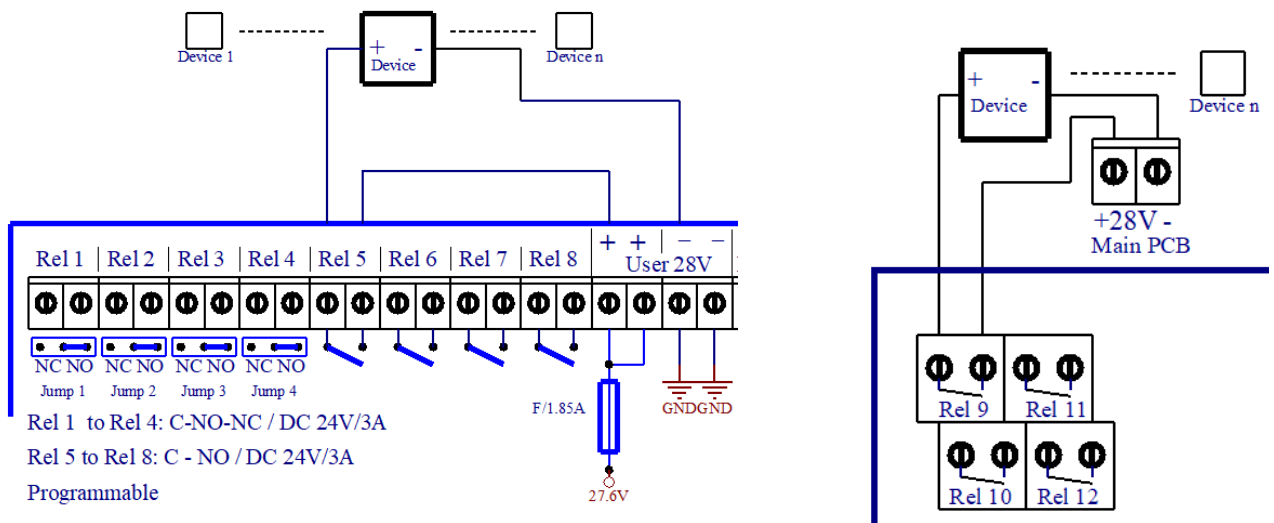 Device 1
+ -
Device
Device n
Rel 1 | Rel 2 | Rel 3 | Rel 4 | Rel 5 | Rel 6 | Rel 7 | Rel 8
+ + - -
User 28V
NC NO NC NO NC NO NC NO
Jump 1 Jump 2 Jump 3 Jump 4
F/1.85A
GND GND
27.6V
Rel 1 to Rel 4: C-NO-NC / DC 24V/3A
Rel 5 to Rel 8: C - NO / DC 24V/3A
Programmable
+ -
Device
Device n
+28V -
Main PCB
Rel 9 Rel 11
Rel 10 Rel 12